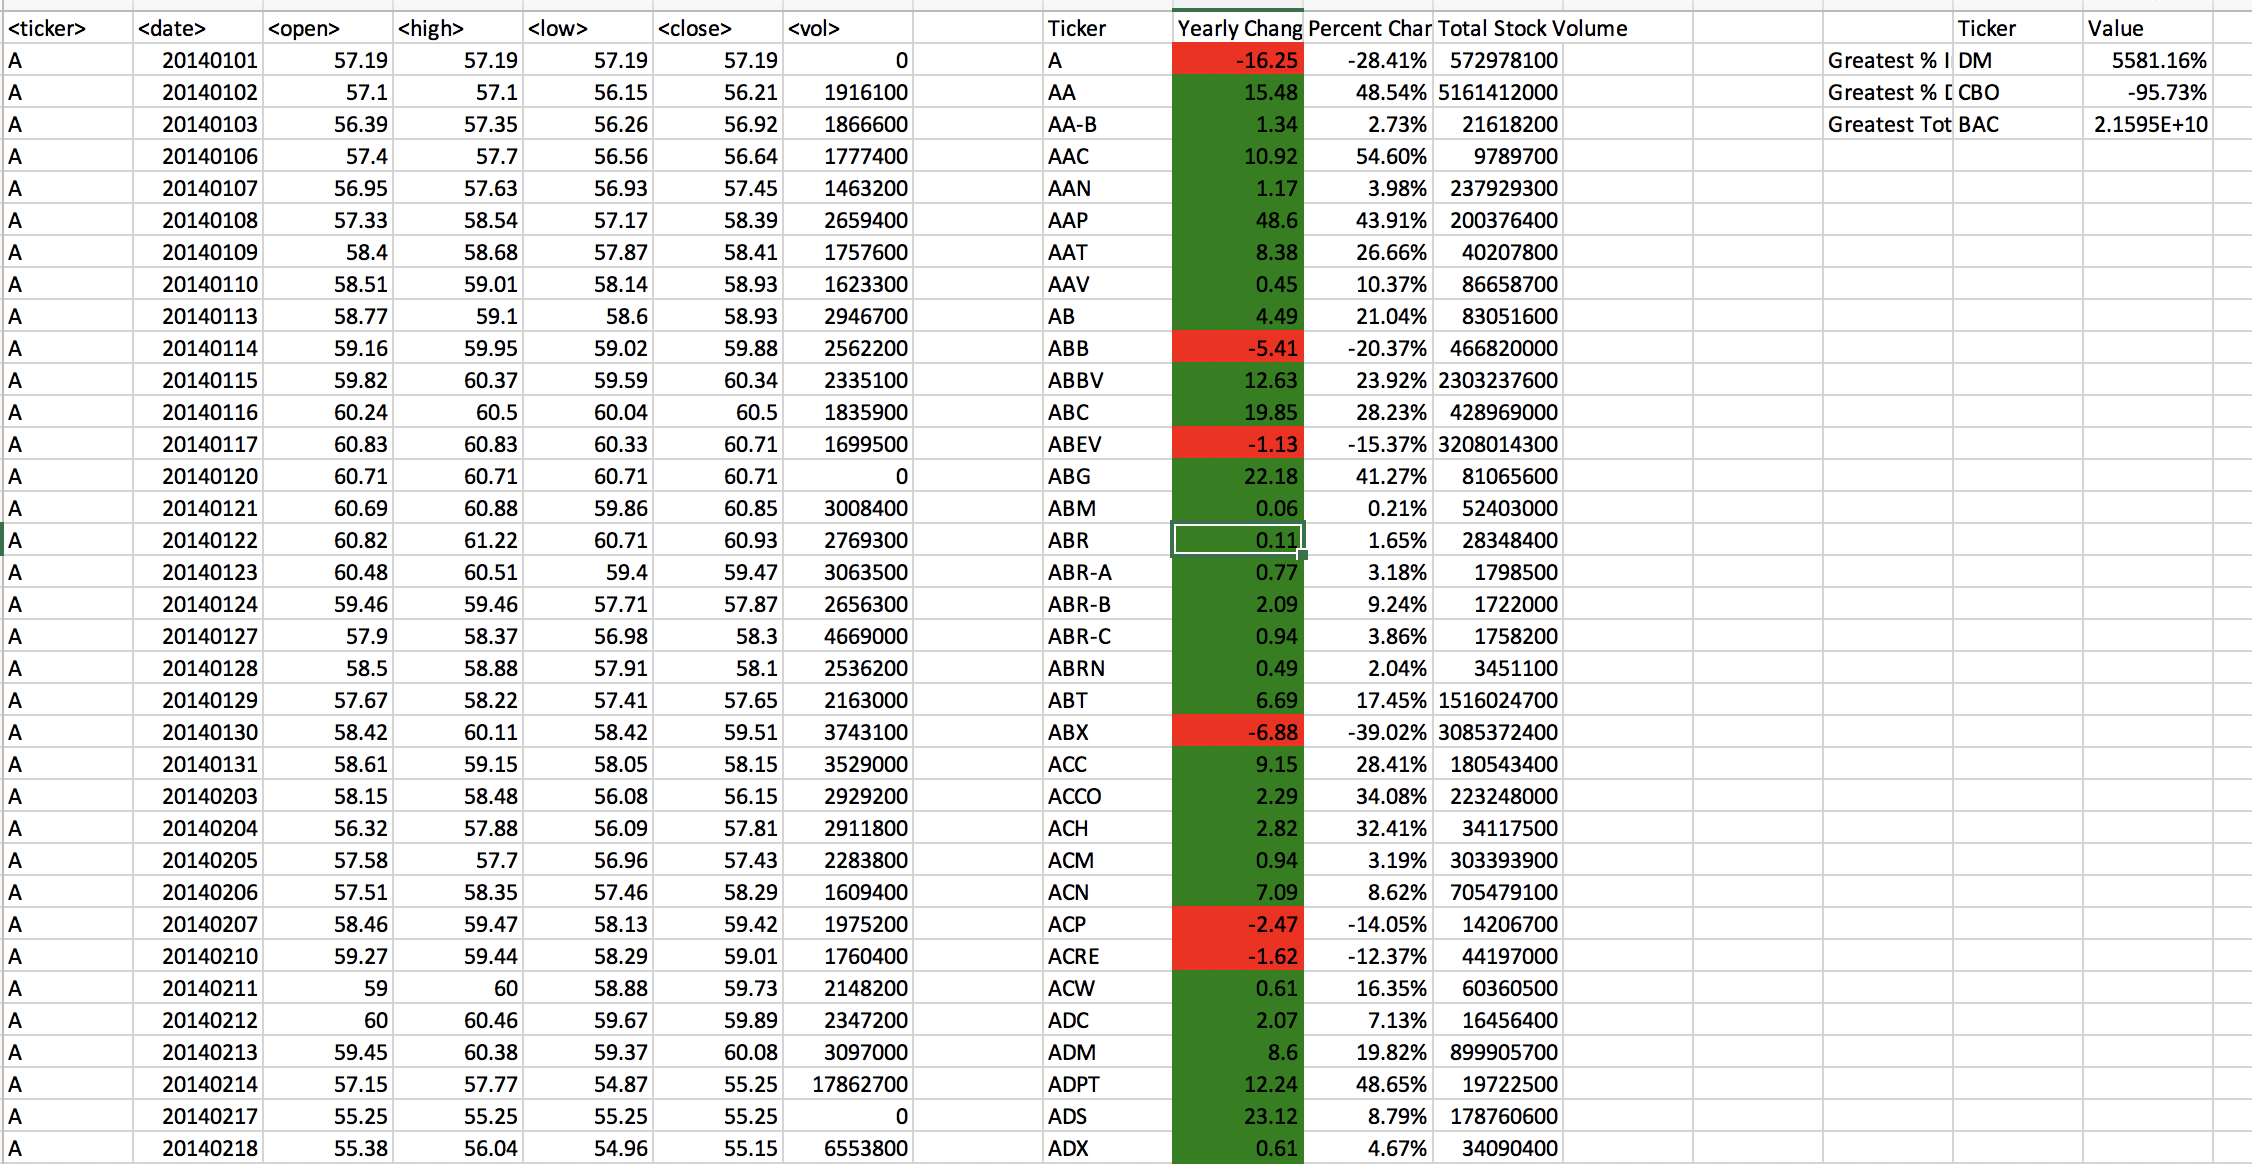 <ticker> <date> <open> <high> <low> <close> <vol> Ticker Yearly Chang Percent Char Total Stock Volume Ticker Value
A 20140101 57.19 57.19 57.19 57.19 0 A -16.25 -28.41% 572978100 Greatest % I DM 5581.16%
A 20140102 57.1 57.1 56.15 56.21 1916100 AA 15.48 48.54% 5161412000 Greatest % D CBO -95.73%
A 20140103 56.39 57.35 56.26 56.92 1866600 AA-B 1.34 2.73% 21618200 Greatest Tot BAC 2.1595E+10
A 20140106 57.4 57.7 56.56 56.64 1777400 AAC 10.92 54.60% 9789700
A 20140107 56.95 57.63 56.93 57.45 1463200 AAN 1.17 3.98% 237929300
A 20140108 57.33 58.54 57.17 58.39 2659400 AAP 48.6 43.91% 200376400
A 20140109 58.4 58.68 57.87 58.41 1757600 AAT 8.38 26.66% 40207800
A 20140110 58.51 59.01 58.14 58.93 1623300 AAV 0.45 10.37% 86658700
A 20140113 58.77 59.1 58.6 58.93 2946700 AB 4.49 21.04% 83051600
A 20140114 59.16 59.95 59.02 59.88 2562200 ABB -5.41 -20.37% 466820000
A 20140115 59.82 60.37 59.59 60.34 2335100 ABBV 12.63 23.92% 2303237600
A 20140116 60.24 60.5 60.04 60.5 1835900 ABC 19.85 28.23% 428969000
A 20140117 60.83 60.83 60.33 60.71 1699500 ABEV -1.13 -15.37% 3208014300
A 20140120 60.71 60.71 60.71 60.71 0 ABG 22.18 41.27% 81065600
A 20140121 60.69 60.88 59.86 60.85 3008400 ABM 0.06 0.21% 52403000
A 20140122 60.82 61.22 60.71 60.93 2769300 ABR 0.11 1.65% 28348400
A 20140123 60.48 60.51 59.4 59.47 3063500 ABR-A 0.77 3.18% 1798500
A 20140124 59.46 59.46 57.71 57.87 2656300 ABR-B 2.09 9.24% 1722000
A 20140127 57.9 58.37 56.98 58.3 4669000 ABR-C 0.94 3.86% 1758200
A 20140128 58.5 58.88 57.91 58.1 2536200 ABRN 0.49 2.04% 3451100
A 20140129 57.67 58.22 57.41 57.65 2163000 ABT 6.69 17.45% 1516024700
A 20140130 58.42 60.11 58.42 59.51 3743100 ABX -6.88 -39.02% 3085372400
A 20140131 58.61 59.15 58.05 58.15 3529000 ACC 9.15 28.41% 180543400
A 20140203 58.15 58.48 56.08 56.15 2929200 ACCO 2.29 34.08% 223248000
A 20140204 56.32 57.88 56.09 57.81 2911800 ACH 2.82 32.41% 34117500
A 20140205 57.58 57.7 56.96 57.43 2283800 ACM 0.94 3.19% 303393900
A 20140206 57.51 58.35 57.46 58.29 1609400 ACN 7.09 8.62% 705479100
A 20140207 58.46 59.47 58.13 59.42 1975200 ACP -2.47 -14.05% 14206700
A 20140210 59.27 59.44 58.29 59.01 1760400 ACRE -1.62 -12.37% 44197000
A 20140211 59 60 58.88 59.73 2148200 ACW 0.61 16.35% 60360500
A 20140212 60 60.46 59.67 59.89 2347200 ADC 2.07 7.13% 16456400
A 20140213 59.45 60.38 59.37 60.08 3097000 ADM 8.6 19.82% 899905700
A 20140214 57.15 57.77 54.87 55.25 17862700 ADPT 12.24 48.65% 19722500
A 20140217 55.25 55.25 55.25 55.25 0 ADS 23.12 8.79% 178760600
A 20140218 55.38 56.04 54.96 55.15 6553800 ADX 0.61 4.67% 34090400